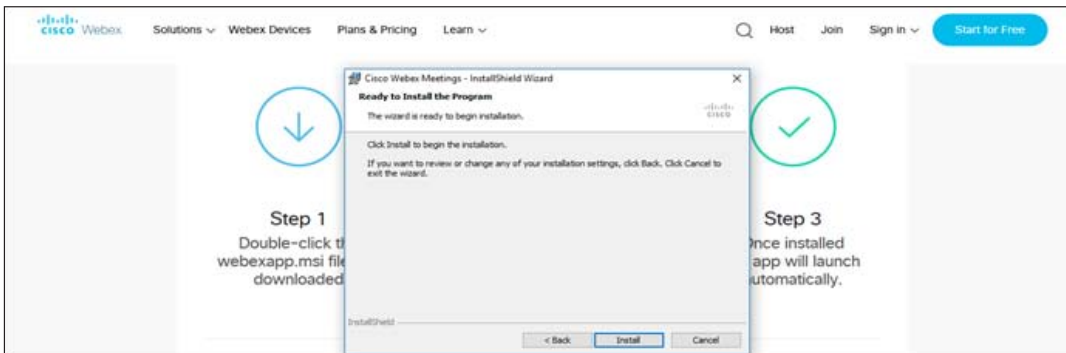 cisco Webex Solutions Webex Devices Plans & Pricing Learn Host Join Sign in Start for Free
Cisco Webex Meetings - InstallShield Wizard
Ready to Install the Program
The wizard is ready to begin installation.
cisco
Click Install to begin the installation.
If you want to review or change any of your installation settings, click Back. Click Cancel to
exit the wizard.
InstallShield
< Back Install Cancel
Step 1
Double-click
webexapp.msi file
downloaded
Step 3
Once installed
app will launch
automatically.